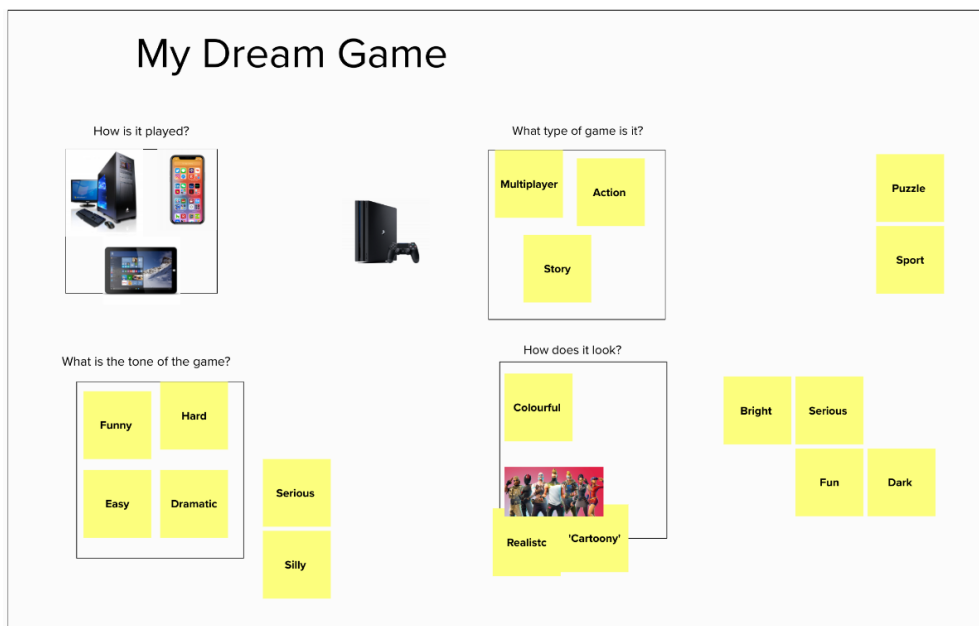 My Dream Game
How is it played?
What type of game is it?
Multiplayer
Action
Story
Puzzle
Sport
What is the tone of the game?
Funny
Hard
Easy
Dramatic
Serious
Silly
How does it look?
Colourful
Realistc
'Cartoony'
Bright
Serious
Fun
Dark